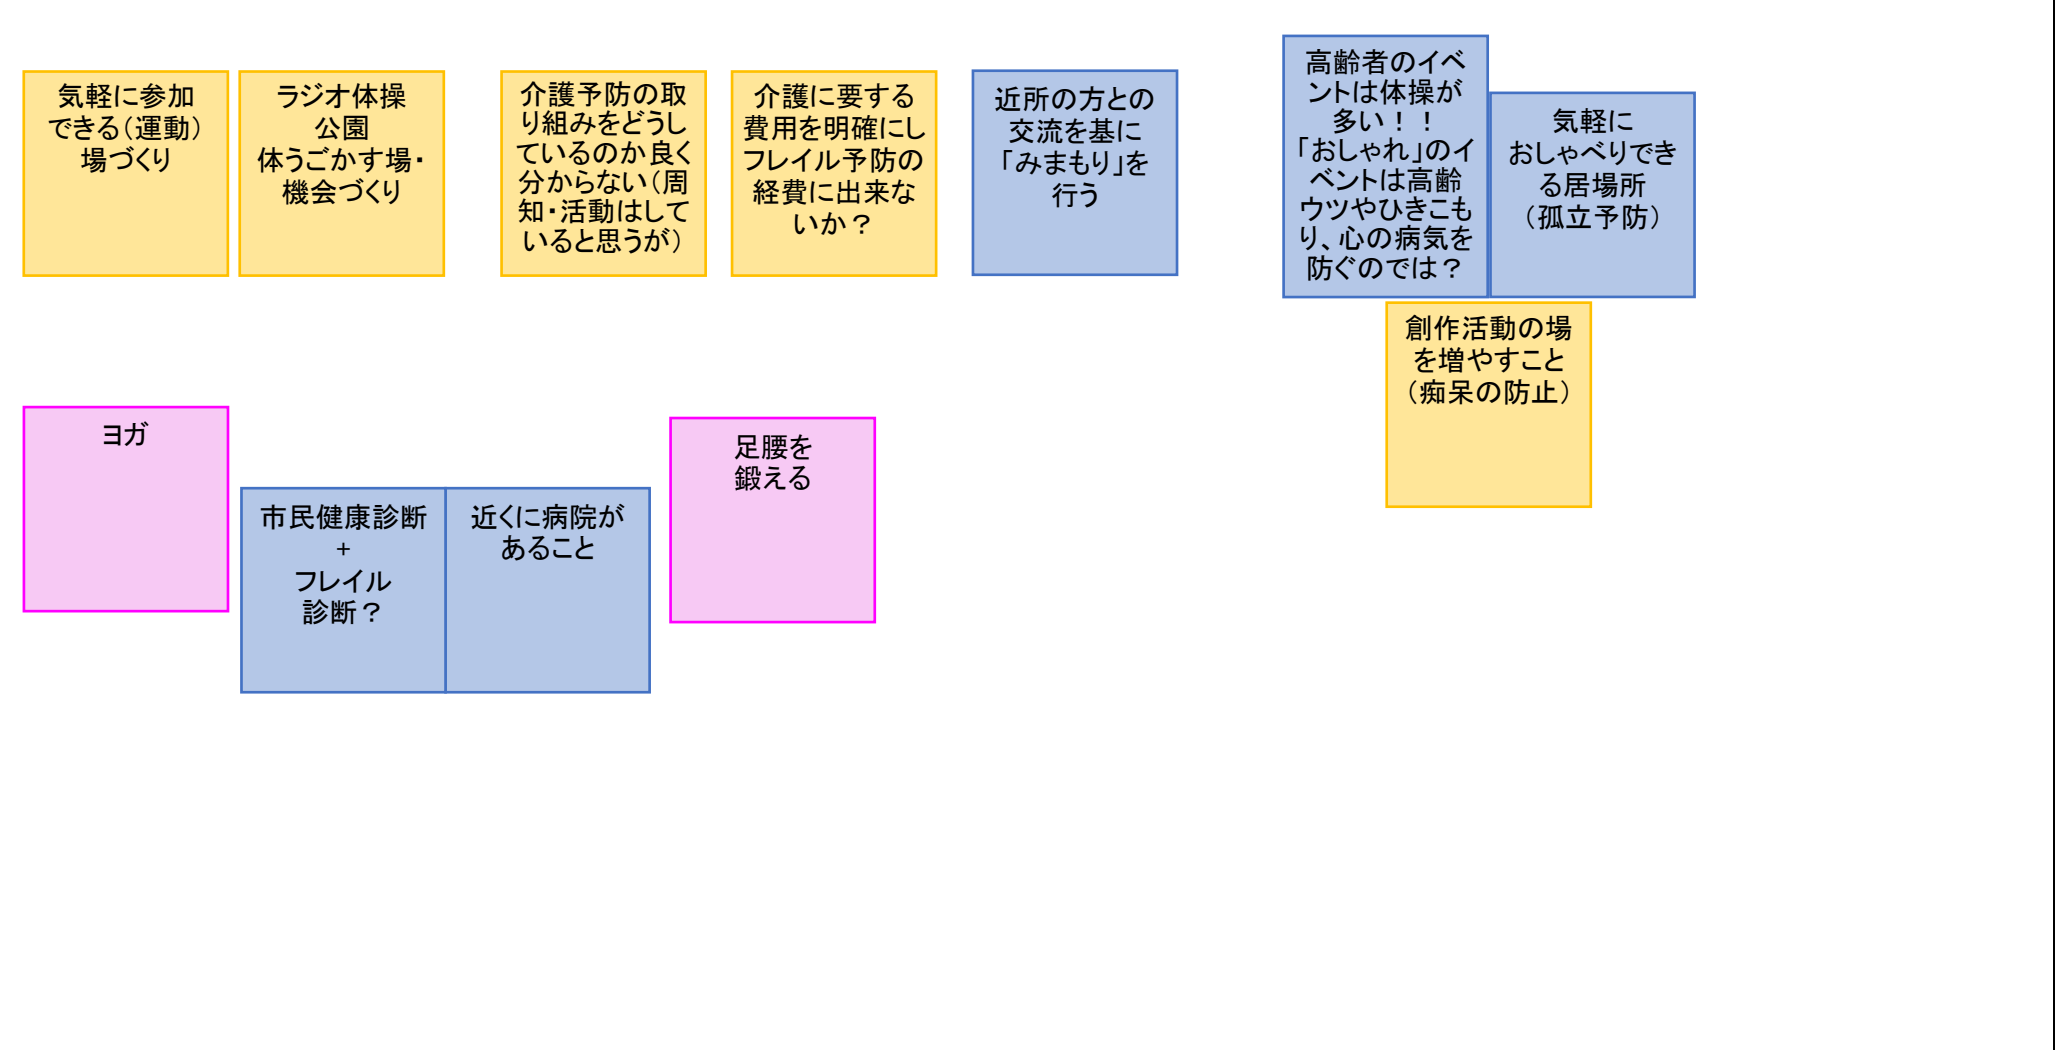 気軽に参加
できる（運動）
場づくり
ラジオ体操
公園
体うごかす場・
機会づくり
介護予防の取
り組みをどうし
ているのか良く
分からない（周
知・活動はして
いると思うが）
介護に要する
費用を明確にし
フレイル予防の
経費に出来な
いか？
近所の方との
交流を基に
「みまもり」を
行う
高齢者のイベ
ントは体操が
多い！！
「おしゃれ」のイ
ベントは高齢
ウツやひきこも
り、心の病気を
防ぐのでは？
気軽に
おしゃべりでき
る居場所
（孤立予防）
創作活動の場
を増やすこと
（痴呆の防止）
ヨガ
市民健康診断
+
フレイル
診断？
近くに病院が
あること
足腰を
鍛える